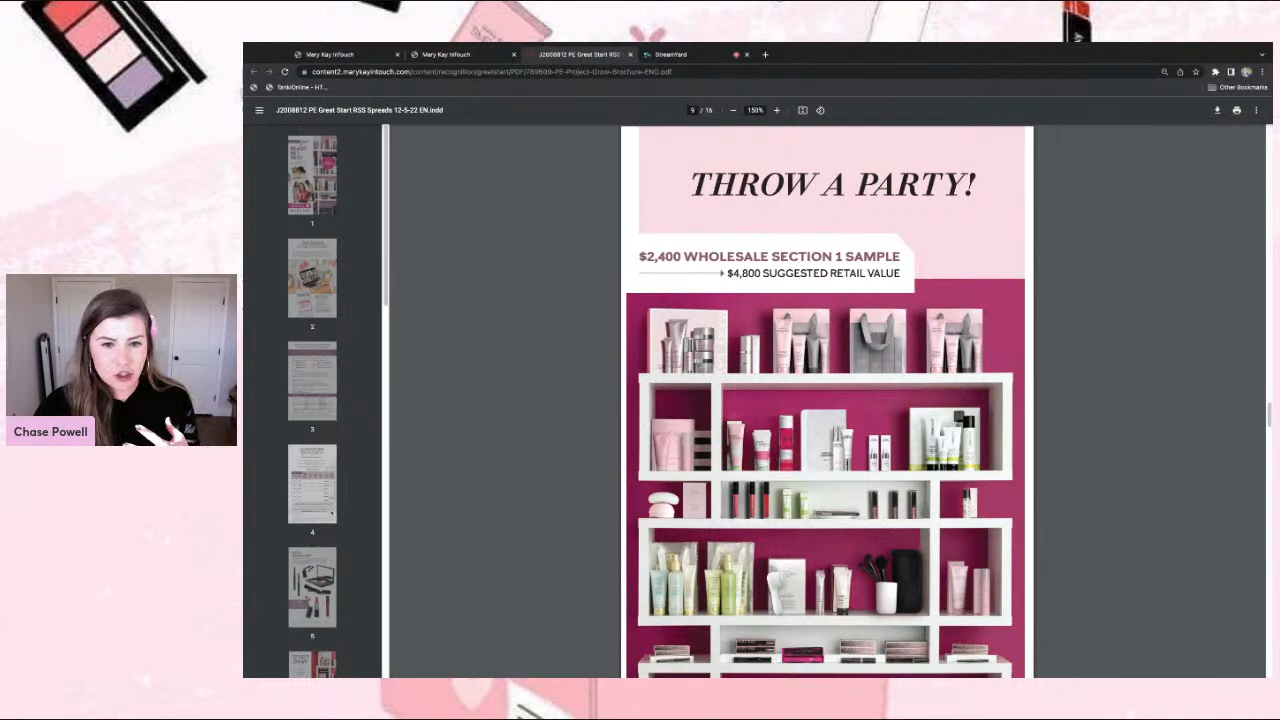 Mary Kay InTouch
Mary Kay InTouch
J2008812 PE Great Start RSS
StreamYard
content2.marykayintouch.com/content/recognition/greatstart/PDF/789609-PE-Project-Grow-Brochure-ENG.pdf
TankiOnline - HT...
Other Bookmarks
J2008812 PE Great Start RSS Spreads 12-5-22 EN.indd
9 / 16
150%
THROW A PARTY!
$2,400 WHOLESALE SECTION 1 SAMPLE
$4,800 SUGGESTED RETAIL VALUE
1
2
3
4
5
Chase Powell